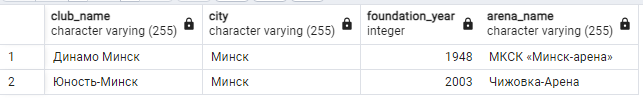 club_name city foundation_year arena_name
character varying (255) character varying (255) integer character varying (255)
1 Динамо Минск Минск 1948 МКСК «Минск-арена»
2 Юность-Минск Минск 2003 Чижовка-Арена